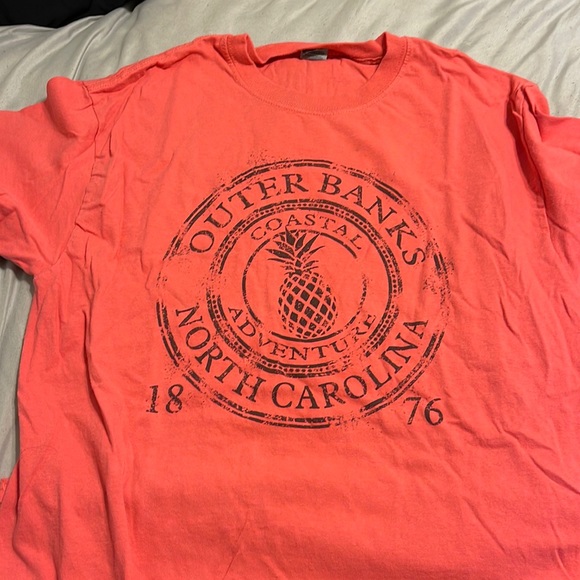 OUTER BANKS
COASTAL
ADVENTURE
NORTH CAROLINA
18 76